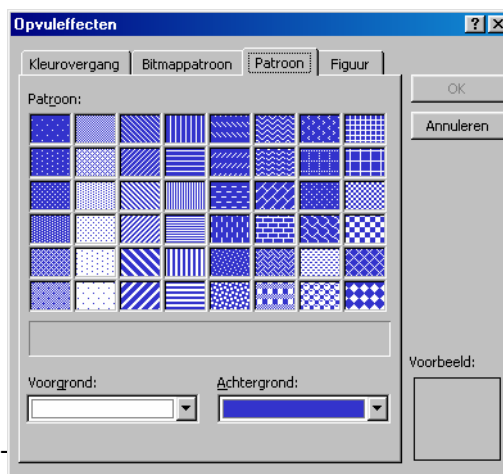 Opvuleffecten
Kleurovergang Bitmappatroon Patroon Figuur
OK
Patroon:
Annuleren
Voorbeeld:
Voorgrond: Achtergrond:
-